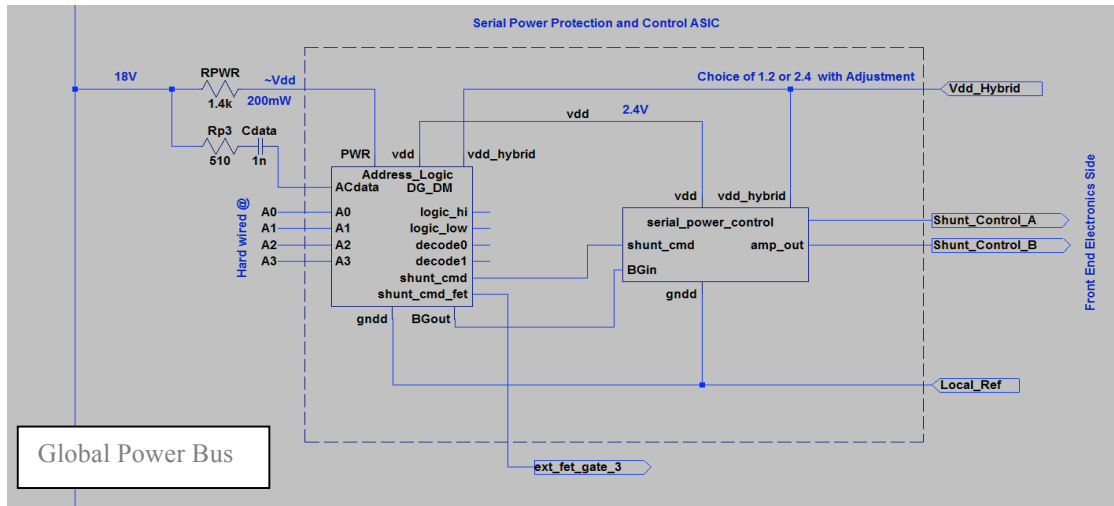 Serial Power Protection and Control ASIC
18V
RPWR
1.4k
~Vdd
200mW
Choice of 1.2 or 2.4 with Adjustment
Vdd_Hybrid
Rp3
510
Cdata
1n
vdd
2.4V
PWR
vdd
vdd_hybrid
Address_Logic
DG_DM
ACdata
Hard wired @
A0
A1
A2
A3
A0
A1
A2
A3
logic_hi
logic_low
decode0
decode1
shunt_cmd
shunt_cmd_fet
gndd
BGout
vdd
vdd_hybrid
serial_power_control
shunt_cmd
amp_out
BGin
gndd
Shunt_Control_A
Shunt_Control_B
Front End Electronics Side
Local_Ref
Global Power Bus
ext_fet_gate_3